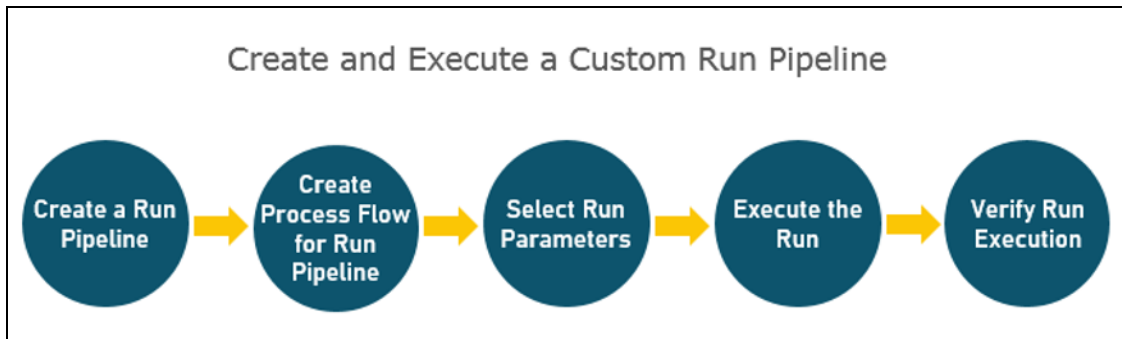 Create and Execute a Custom Run Pipeline
Create a Run
Pipeline
Create
Process Flow
for Run
Pipeline
Select Run
Parameters
Execute the
Run
Verify Run
Execution